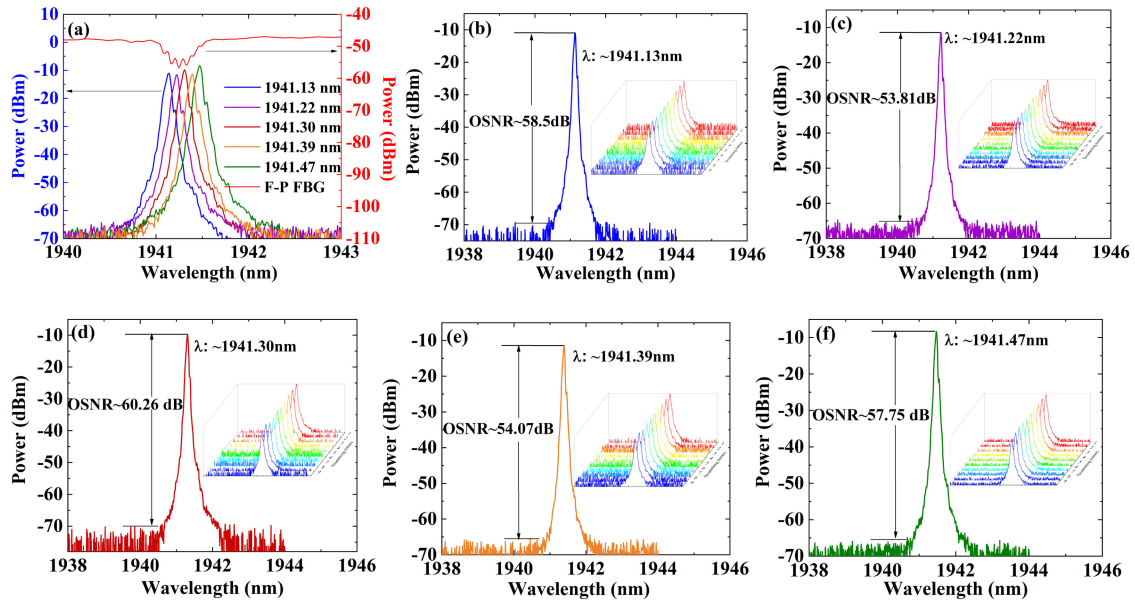 (a)
Power (dBm)
10
0
-10
-20
-30
-40
-50
-60
-70
1940
1941
1942
1943
Wavelength (nm)
-40
-50
-60
-70
-80
-90
-100
-110
Power (dBm)
1941.13 nm
1941.22 nm
1941.30 nm
1941.39 nm
1941.47 nm
F-P FBG
(b)
Power (dBm)
-10
-20
-30
-40
-50
-60
-70
λ: ~1941.13nm
OSNR~58.5dB
1938
1940
1942
1944
1946
Wavelength (nm)
(c)
Power (dBm)
-10
-20
-30
-40
-50
-60
-70
λ: ~1941.22nm
OSNR~53.81dB
1938
1940
1942
1944
1946
Wavelength (nm)
(d)
Power (dBm)
-10
-20
-30
-40
-50
-60
-70
λ: ~1941.30nm
OSNR~60.26 dB
1938
1940
1942
1944
1946
Wavelength (nm)
(e)
Power (dBm)
-10
-20
-30
-40
-50
-60
-70
λ: ~1941.39nm
OSNR~54.07dB
1938
1940
1942
1944
1946
Wavelength (nm)
(f)
Power (dBm)
-10
-20
-30
-40
-50
-60
-70
λ: ~1941.47nm
OSNR~57.75 dB
1938
1940
1942
1944
1946
Wavelength (nm)